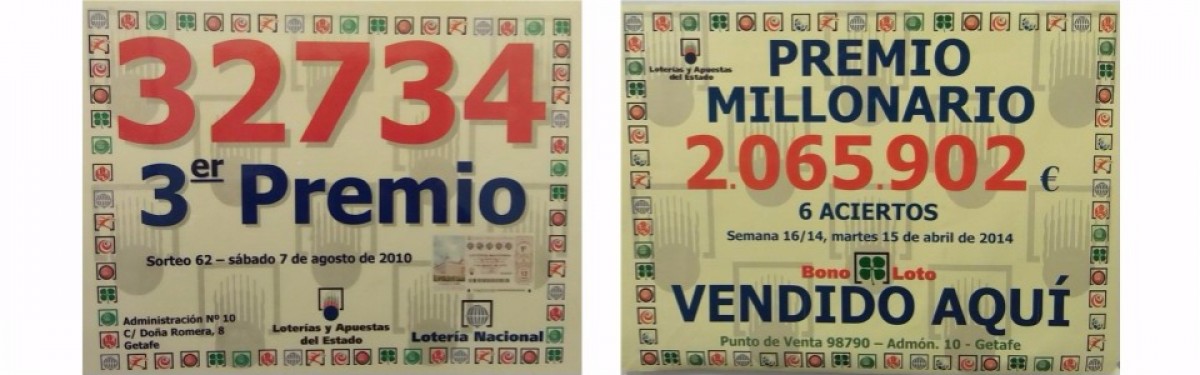 32734
3er Premio
Sorteo 62 – sábado 7 de agosto de 2010
Administración Nº 10
C/ Doña Romera, 8
Getafe
Loterías y Apuestas
del Estado
Lotería Nacional
Loterías y Apuestas
del Estado
PREMIO
MILLONARIO
2.065.902 €
6 ACIERTOS
Semana 16/14, martes 15 de abril de 2014
Bono Loto
VENDIDO AQUÍ
Punto de Venta 98790 – Admón. 10 - Getafe